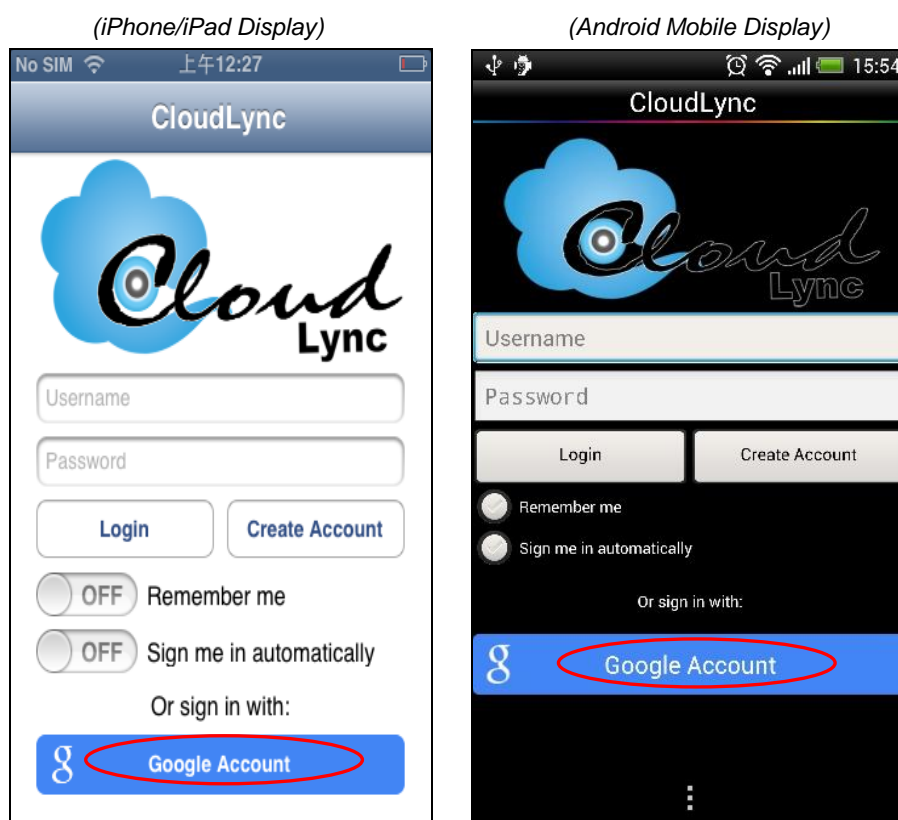 (iPhone/iPad Display)
No SIM 上午12:27
CloudLync
Cloud
Lync
Username
Password
Login Create Account
OFF Remember me
OFF Sign me in automatically
Or sign in with:
g Google Account
(Android Mobile Display)
15:54
CloudLync
Cloud
Lync
Username
Password
Login Create Account
Remember me
Sign me in automatically
Or sign in with:
g Google Account